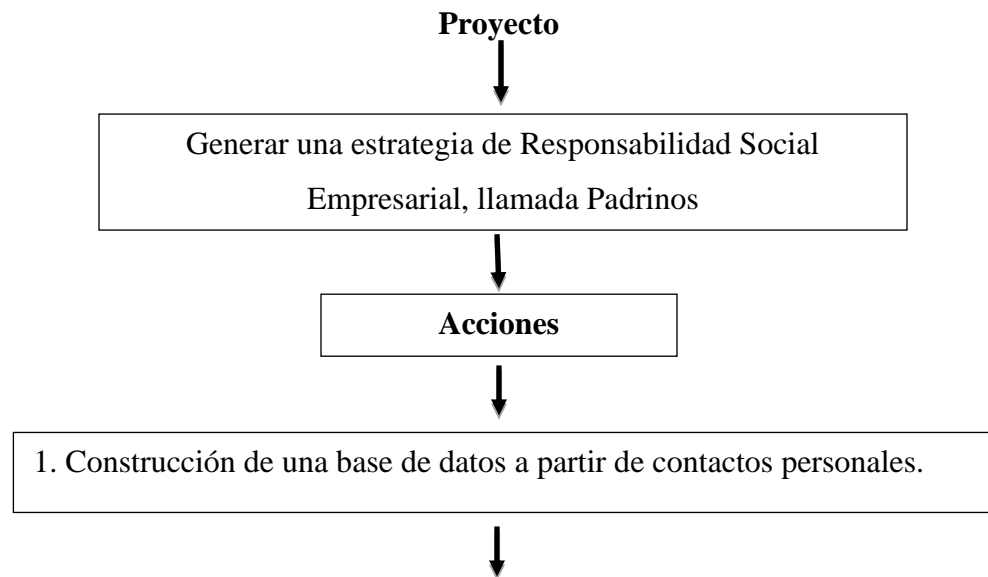 Proyecto
Generar una estrategia de Responsabilidad Social
Empresarial, llamada Padrinos
Acciones
1. Construcción de una base de datos a partir de contactos personales.